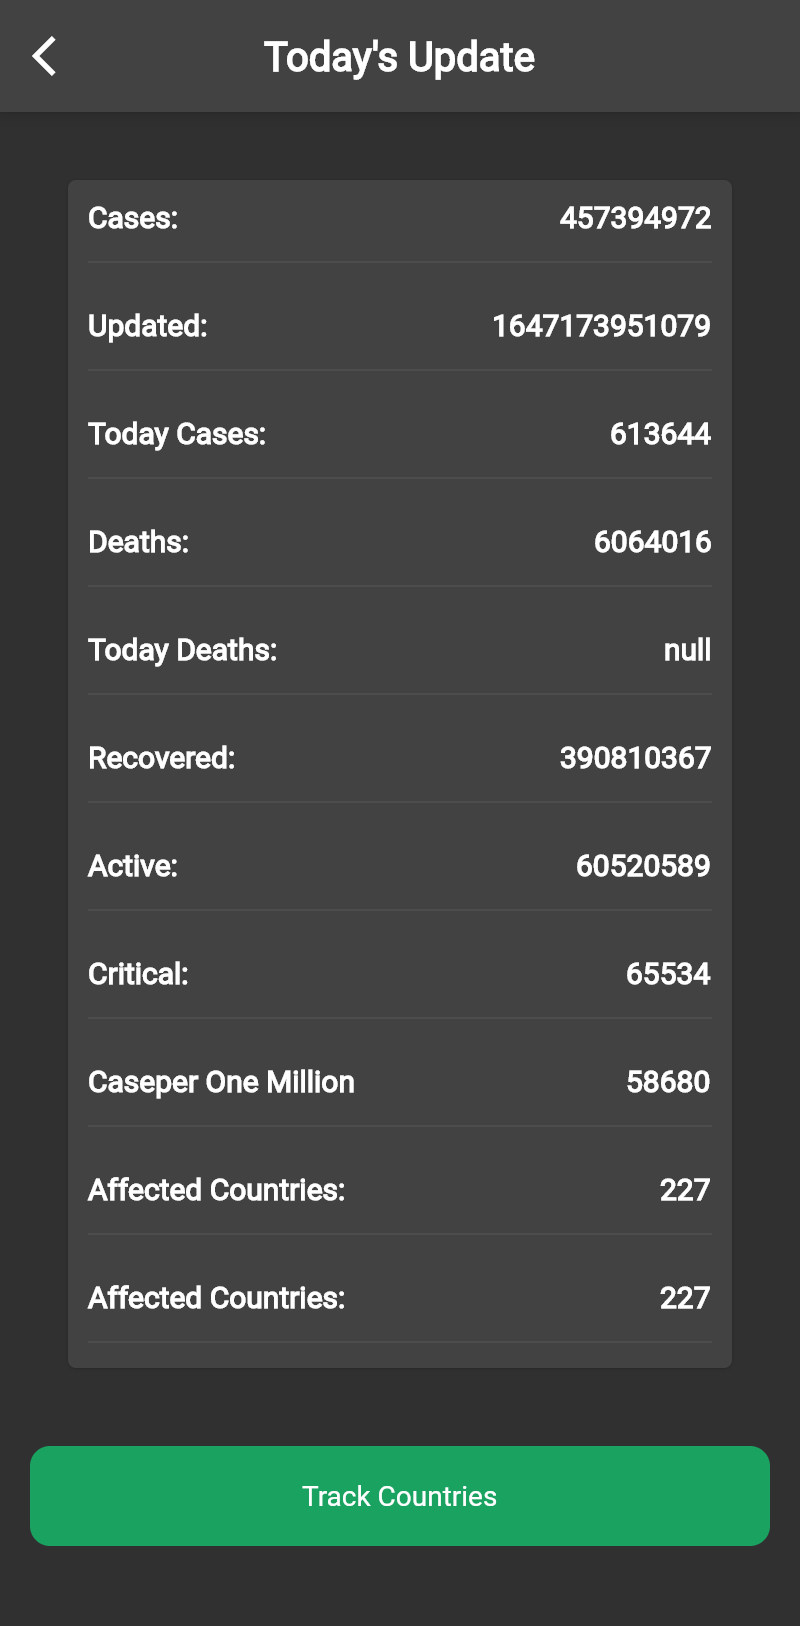 Today's Update
Cases: 457394972
Updated: 1647173951079
Today Cases: 613644
Deaths: 6064016
Today Deaths: null
Recovered: 390810367
Active: 60520589
Critical: 65534
Caseper One Million 58680
Affected Countries: 227
Affected Countries: 227
Track Countries